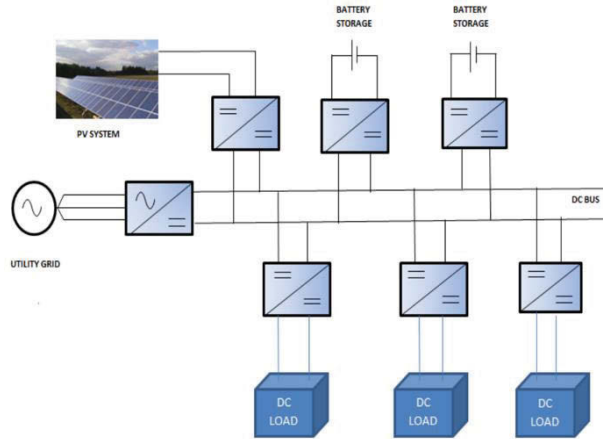 BATTERY
STORAGE
BATTERY
STORAGE
PV SYSTEM
DC BUS
UTILITY GRID
DC
LOAD
DC
LOAD
DC
LOAD